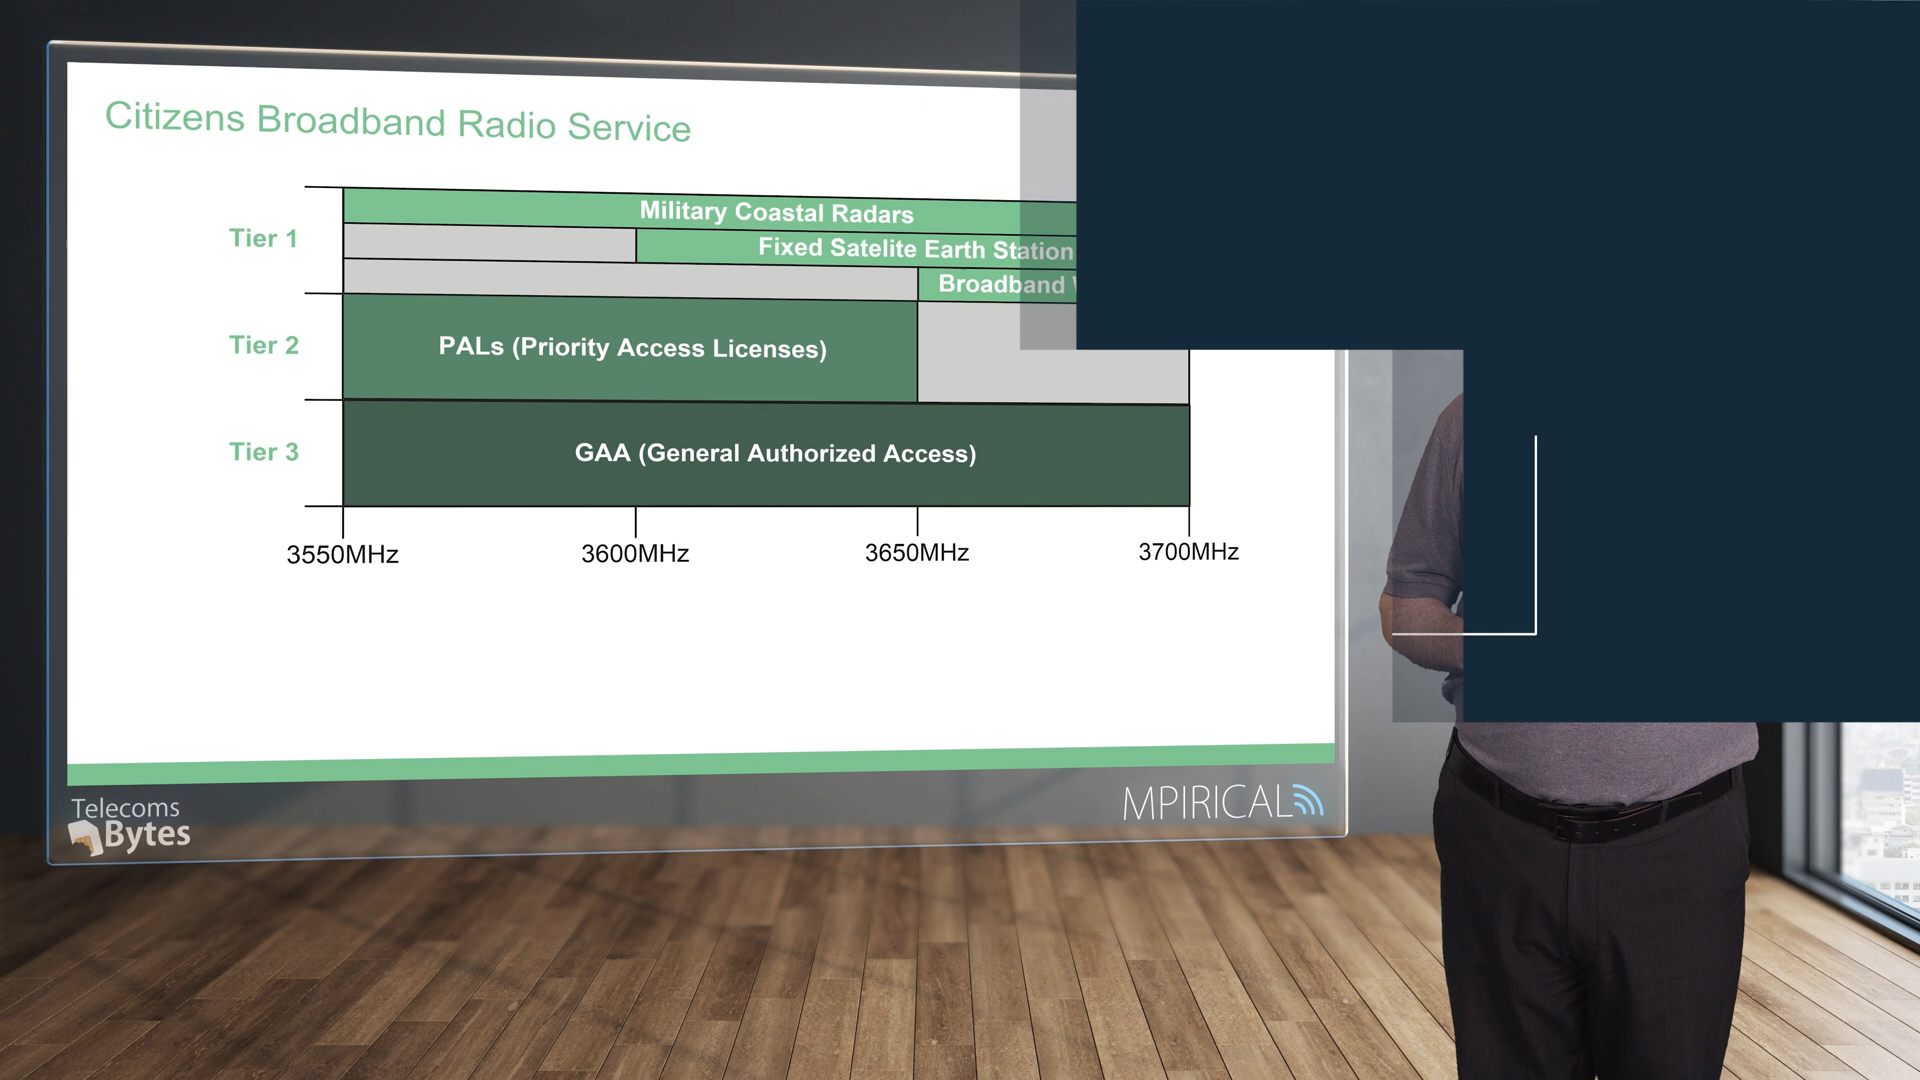 Citizens Broadband Radio Service
Military Coastal Radars
Tier 1
Fixed Satelite Earth Station
Broadband
Tier 2
PALs (Priority Access Licenses)
Tier 3
GAA (General Authorized Access)
3550MHz 3600MHz 3650MHz 3700MHz
Telecoms
Bytes
MPIRICAL